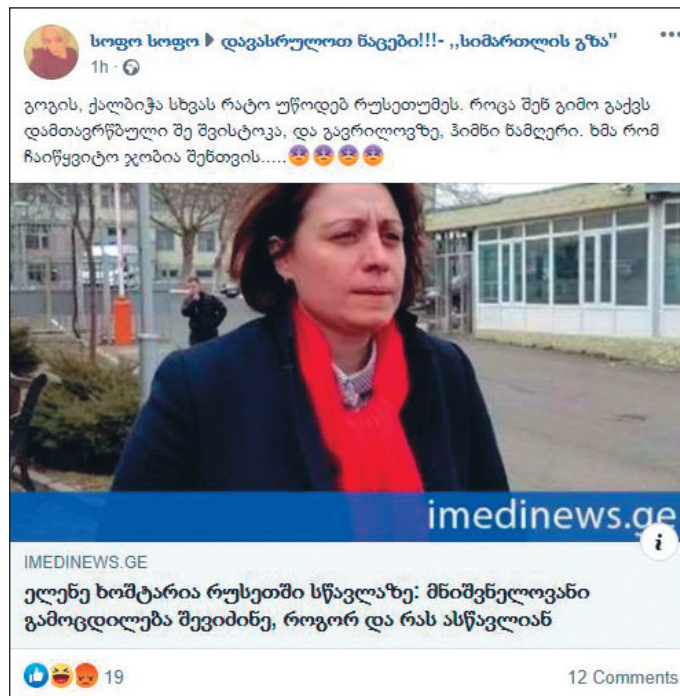 სოფო სოფო ▸ დავასრულოთ ნაცები!!!- ,,სიმართლის გზა"
1h ·
გოგის, ქალბიჭა სხვას რატო უწოდებ რუსეთუმეს. როცა შენ გიმო გაქვს
დამთავრწბული შე შვისტოკა, და გავრილოვზე, ჰიმნი ნამღერი. ხმა რომ
ჩაიწყვიტო ჯობია შენთვის.....
imedinews.ge
IMEDINEWS.GE
ელენე ხოშტარია რუსეთში სწავლაზე: მნიშვნელოვანი
გამოცდილება შევიძინე, როგორ და რას ასწავლიან
19
12 Comments